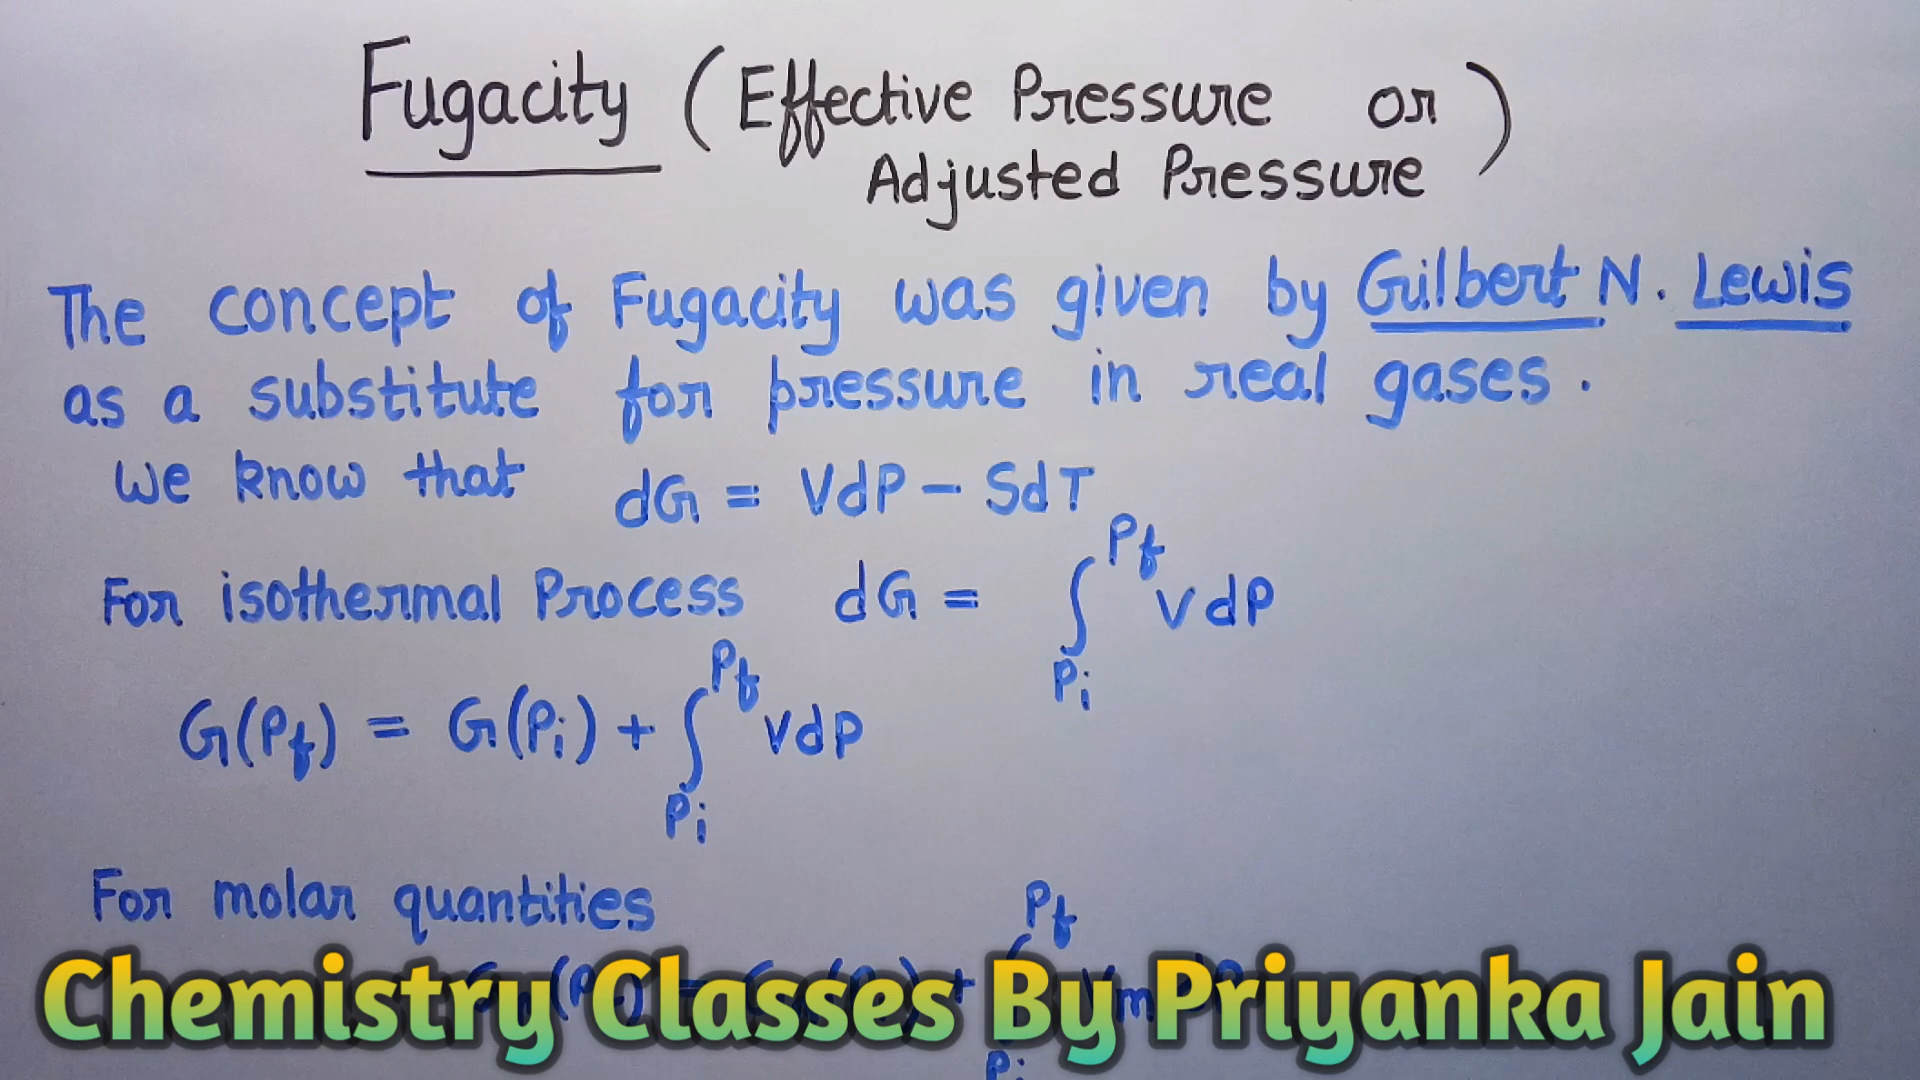 Fugacity ( Effective Pressure or
Adjusted Pressure )
The concept of Fugacity was given by Gilbert N. Lewis
as a substitute for pressure in real gases.
We know that dG = VdP - SdT
For isothermal Process dG = ∫ Pf Pi VdP
G(Pf) = G(Pi) + ∫ Pf Pi VdP
For molar quantities
Pf
Chemistry Classes By Priyanka Jain
Pi